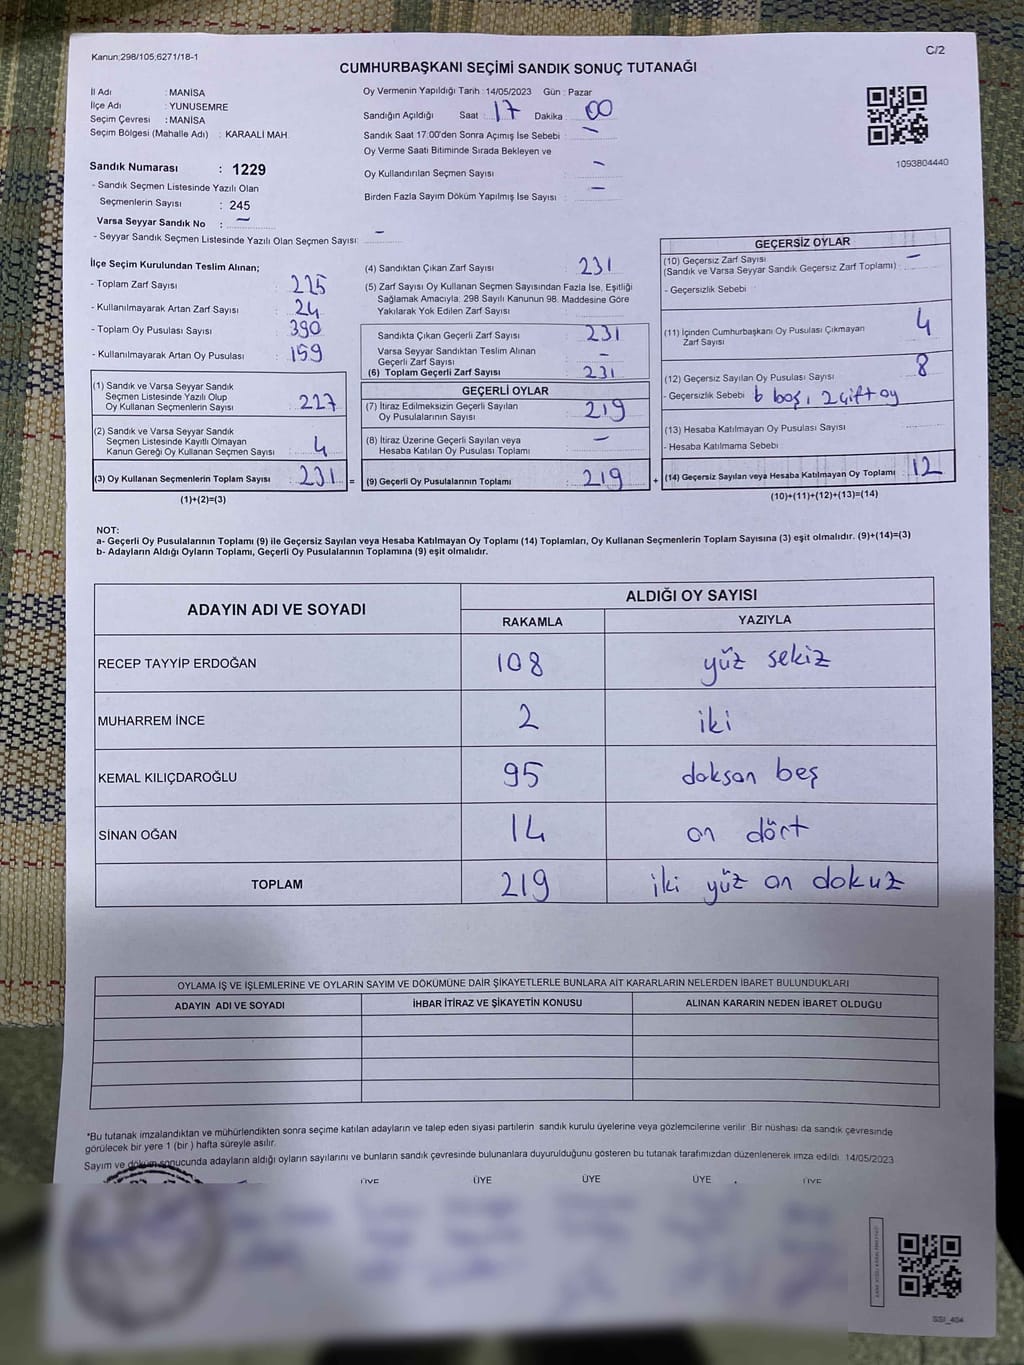 Kanun;298/105,6271/18-1
C/2
CUMHURBAŞKANI SEÇİMİ SANDIK SONUÇ TUTANAĞI
İl Adı : MANİSA
İlçe Adı : YUNUSEMRE
Seçim Çevresi : MANİSA
Seçim Bölgesi (Mahalle Adı) : KARAALİ MAH.
Sandık Numarası : 1229
- Sandık Seçmen Listesinde Yazılı Olan
Seçmenlerin Sayısı : 245
Varsa Seyyar Sandık No : –
- Seyyar Sandık Seçmen Listesinde Yazılı Olan Seçmen Sayısı: –
Oy Vermenin Yapıldığı Tarih : 14/05/2023 Gün : Pazar
Sandığın Açıldığı Saat : 17 Dakika : 00
Sandık Saat 17:00'den Sonra Açımış İse Sebebi : –
Oy Verme Saati Bitiminde Sırada Bekleyen ve
Oy Kullandırılan Seçmen Sayısı : –
Birden Fazla Sayım Döküm Yapılmış İse Sayısı : –
1093804440
İlçe Seçim Kurulundan Teslim Alınan;
- Toplam Zarf Sayısı : 225
- Kullanılmayarak Artan Zarf Sayısı : 24
- Toplam Oy Pusulası Sayısı : 390
- Kullanılmayarak Artan Oy Pusulası : 159
(1) Sandık ve Varsa Seyyar Sandık
Seçmen Listesinde Yazılı Olup
Oy Kullanan Seçmenlerin Sayısı : 227
(2) Sandık ve Varsa Seyyar Sandık
Seçmen Listesinde Kayıtlı Olmayan
Kanun Gereği Oy Kullanan Seçmen Sayısı : 4
(3) Oy Kullanan Seçmenlerin Toplam Sayısı : 231 =
(1)+(2)=(3)
(4) Sandıktan Çıkan Zarf Sayısı : 231
(5) Zarf Sayısı Oy Kullanan Seçmen Sayısından Fazla İse, Eşitliği
Sağlamak Amacıyla; 298 Sayılı Kanunun 98. Maddesine Göre
Yakılarak Yok Edilen Zarf Sayısı :
Sandıkta Çıkan Geçerli Zarf Sayısı : 231
Varsa Seyyar Sandıktan Teslim Alınan
Geçerli Zarf Sayısı : –
(6) Toplam Geçerli Zarf Sayısı : 231
GEÇERLİ OYLAR
(7) İtiraz Edilmeksizin Geçerli Sayılan
Oy Pusulalarının Sayısı : 219
(8) İtiraz Üzerine Geçerli Sayılan veya
Hesaba Katılan Oy Pusulası Toplamı : –
(9) Geçerli Oy Pusulalarının Toplamı : 219 +
GEÇERSİZ OYLAR
(10) Geçersiz Zarf Sayısı : –
(Sandık ve Varsa Seyyar Sandık Geçersiz Zarf Toplamı)
- Geçersizlik Sebebi :
(11) İçinden Cumhurbaşkanı Oy Pusulası Çıkmayan
Zarf Sayısı : 4
(12) Geçersiz Sayılan Oy Pusulası Sayısı : 8
- Geçersizlik Sebebi : boş, 2 çift oy
(13) Hesaba Katılmayan Oy Pusulası Sayısı
- Hesaba Katılmama Sebebi :
(14) Geçersiz Sayılan veya Hesaba Katılmayan Oy Toplamı : 12
(10)+(11)+(12)+(13)=(14)
NOT:
a- Geçerli Oy Pusulalarının Toplamı (9) ile Geçersiz Sayılan veya Hesaba Katılmayan Oy Toplamı (14) Toplamları, Oy Kullanan Seçmenlerin Toplam Sayısına (3) eşit olmalıdır. (9)+(14)=(3)
b- Adayların Aldığı Oyların Toplamı, Geçerli Oy Pusulalarının Toplamına (9) eşit olmalıdır.
ADAYIN ADI VE SOYADI ALDIĞI OY SAYISI
RAKAMLA YAZIYLA
RECEP TAYYİP ERDOĞAN 108 yüz sekiz
MUHARREM İNCE 2 iki
KEMAL KILIÇDAROĞLU 95 doksan beş
SİNAN OĞAN 14 on dört
TOPLAM 219 iki yüz on dokuz
OYLAMA İŞ VE İŞLEMLERİNE VE OYLARIN SAYIM VE DÖKÜMÜNE DAİR ŞİKAYETLERLE BUNLARA AİT KARARLARIN NELERDEN İBARET BULUNDUKLARI
ADAYIN ADI VE SOYADI İHBAR İTİRAZ VE ŞİKAYETİN KONUSU ALINAN KARARIN NEDEN İBARET OLDUĞU
*Bu tutanak imzalandıktan ve mühürlendikten sonra seçime katılan adayların ve talep eden siyasi partilerin sandık kurulu üyelerine veya gözlemcilerine verilir. Bir nüshası da sandık çevresinde
görülecek bir yere 1 (bir) hafta süreyle asılır.
Sayım ve döküm sonucunda adayların aldığı oyların sayılarını ve bunların sandık çevresinde bulunanlara duyurulduğunu gösteren bu tutanak tarafımızdan düzenlenerek imza edildi. 14/05/2023
ÜYE ÜYE ÜYE ÜYE ÜYE
SSİ_404